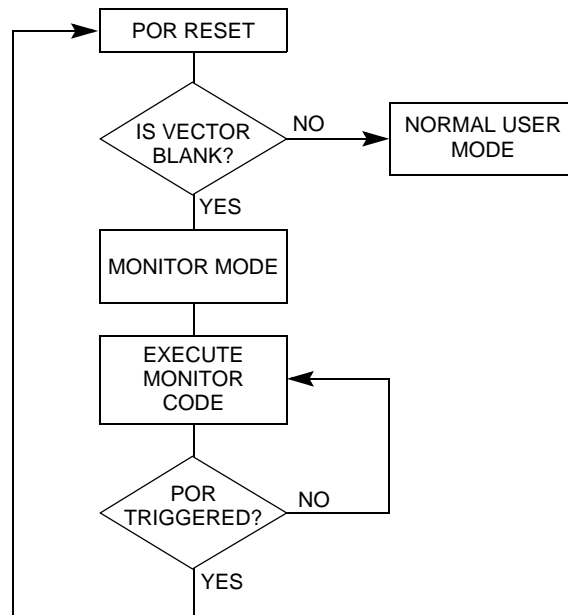 POR RESET
IS VECTOR
BLANK?
NO
NORMAL USER
MODE
YES
MONITOR MODE
EXECUTE
MONITOR
CODE
POR
TRIGGERED?
NO
YES